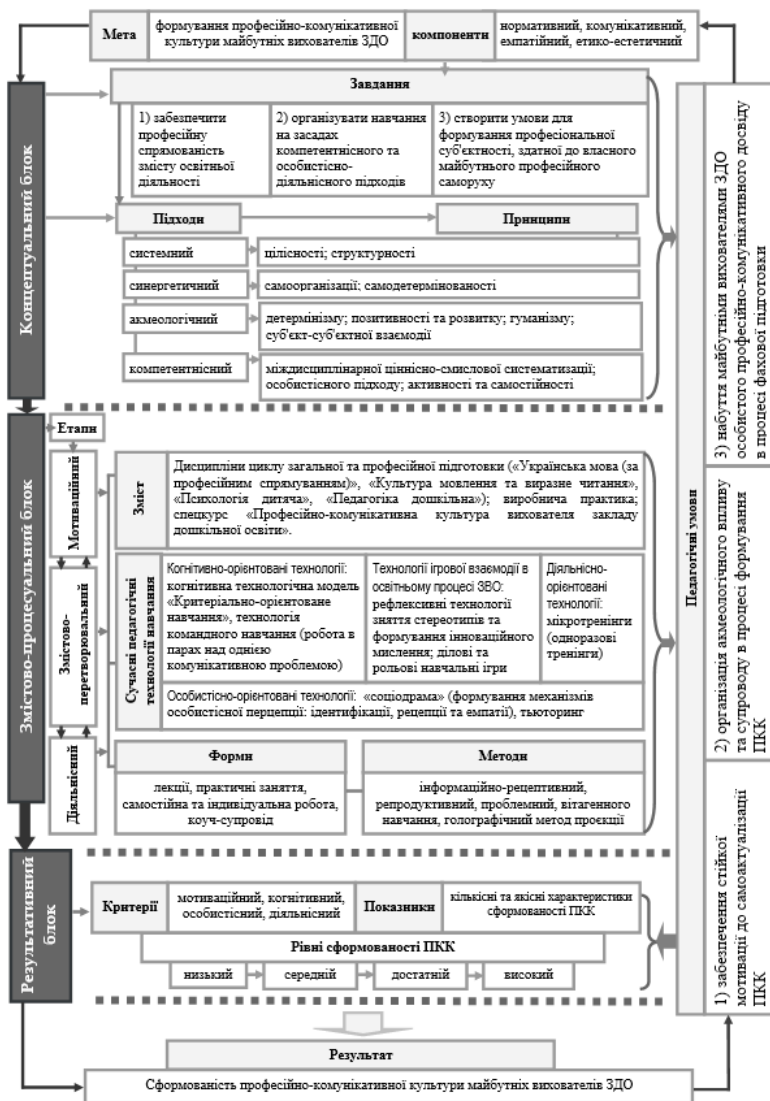 Мета
формування професійно-комунікативної
культури майбутніх вихователів ЗДО
компоненти
нормативний, комунікативний,
емпатійний, етико-естетичний
Концептуальний блок
Завдання
1) забезпечити
професійну
спрямованість
змісту освітньої
діяльності
2) організувати навчання
на засадах
компетентнісного та
особистісно-
діяльнісного підходів
3) створити умови для
формування професіональної
суб'єктності, здатної до власного
майбутнього професійного
саморуху
Підходи
Принципи
системний
цілісності; структурності
синергетичний
самоорганізації; самодетермінованості
акмеологічний
детермінізму; позитивності та розвитку; гуманізму;
суб'єкт-суб'єктної взаємодії
компетентнісний
міждисциплінарної ціннісно-смислової систематизації;
особистісного підходу; активності та самостійності
Змістово-процесуальний блок
Етапи
Мотиваційний
Змістово-
перетворювальний
Діяльнісний
Зміст
Дисципліни циклу загальної та професійної підготовки («Українська мова (за
професійним спрямуванням)», «Культура мовлення та виразне читання»,
«Психологія дитяча», «Педагогіка дошкільна»); виробнича практика;
спецкурс «Професійно-комунікативна культура вихователя закладу
дошкільної освіти».
Сучасні педагогічні
технології навчання
Когнітивно-орієнтовані технології:
когнітивна технологічна модель
«Критеріально-орієнтоване
навчання», технологія
командного навчання (робота в
парах над однією
комунікативною проблемою)
Технології ігрової взаємодії в
освітньому процесі ЗВО:
рефлексивні технології
зняття стереотипів та
формування інноваційного
мислення; ділові та
рольові навчальні ігри
Діяльнісно-
орієнтовані
технології:
мікротренінги
(одноразові
тренінги)
Особистісно-орієнтовані технології: «соціодрама» (формування механізмів
особистісної перцепції: ідентифікації, рецепції та емпатії), тьюторинг
Форми
лекції, практичні заняття,
самостійна та індивідуальна робота,
коуч-супровід
Методи
інформаційно-рецептивний,
репродуктивний, проблемний, вітагенного
навчання, голографічний метод проєкції
Результативний
блок
Критерії
мотиваційний, когнітивний,
особистісний, діяльнісний
Показники
кількісні та якісні характеристики
сформованості ПКК
Рівні сформованості ПКК
низький
середній
достатній
високий
Педагогічні умови
3) набуття майбутніми вихователями ЗДО
особистого професійно-комунікативного досвіду
в процесі фахової підготовки
2) організація акмеологічного впливу
та супроводу в процесі формування
ПКК
1) забезпечення стійкої
мотивації до самоактуалізації
ПКК
Результат
Сформованість професійно-комунікативної культури майбутніх вихователів ЗДО